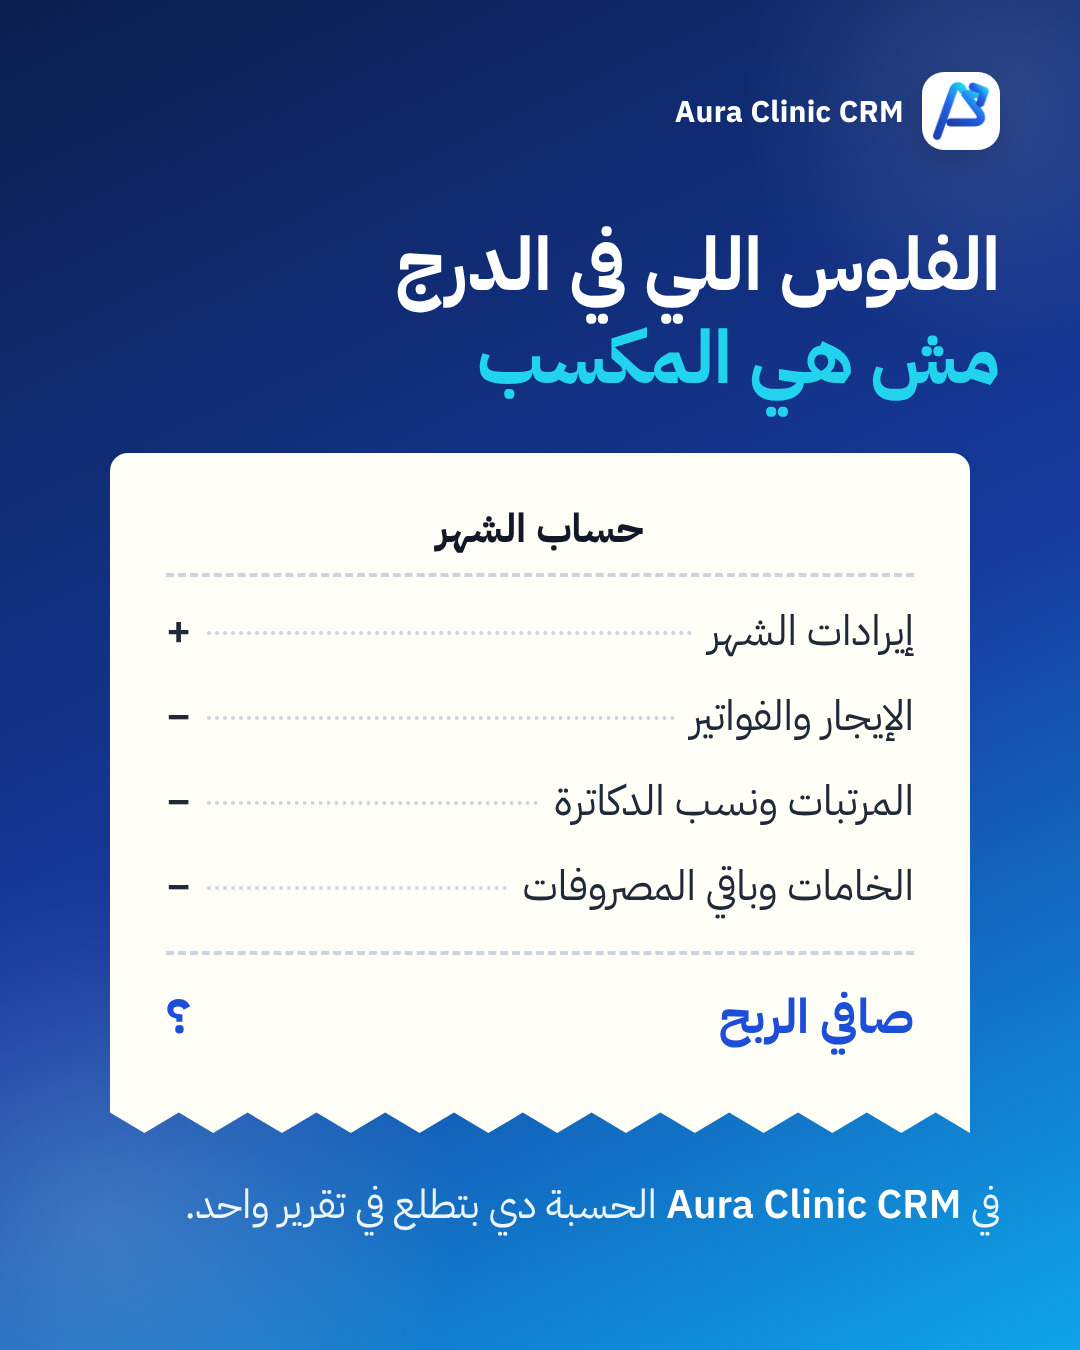 Aura Clinic CRM
الفلوس اللي في الدرج
مش هي المكسب
حساب الشهر
إيرادات الشهر +
الإيجار والفواتير −
المرتبات ونسب الدكاترة −
الخامات وباقي المصروفات −
صافي الربح ؟
في Aura Clinic CRM الحسبة دي بتطلع في تقرير واحد.